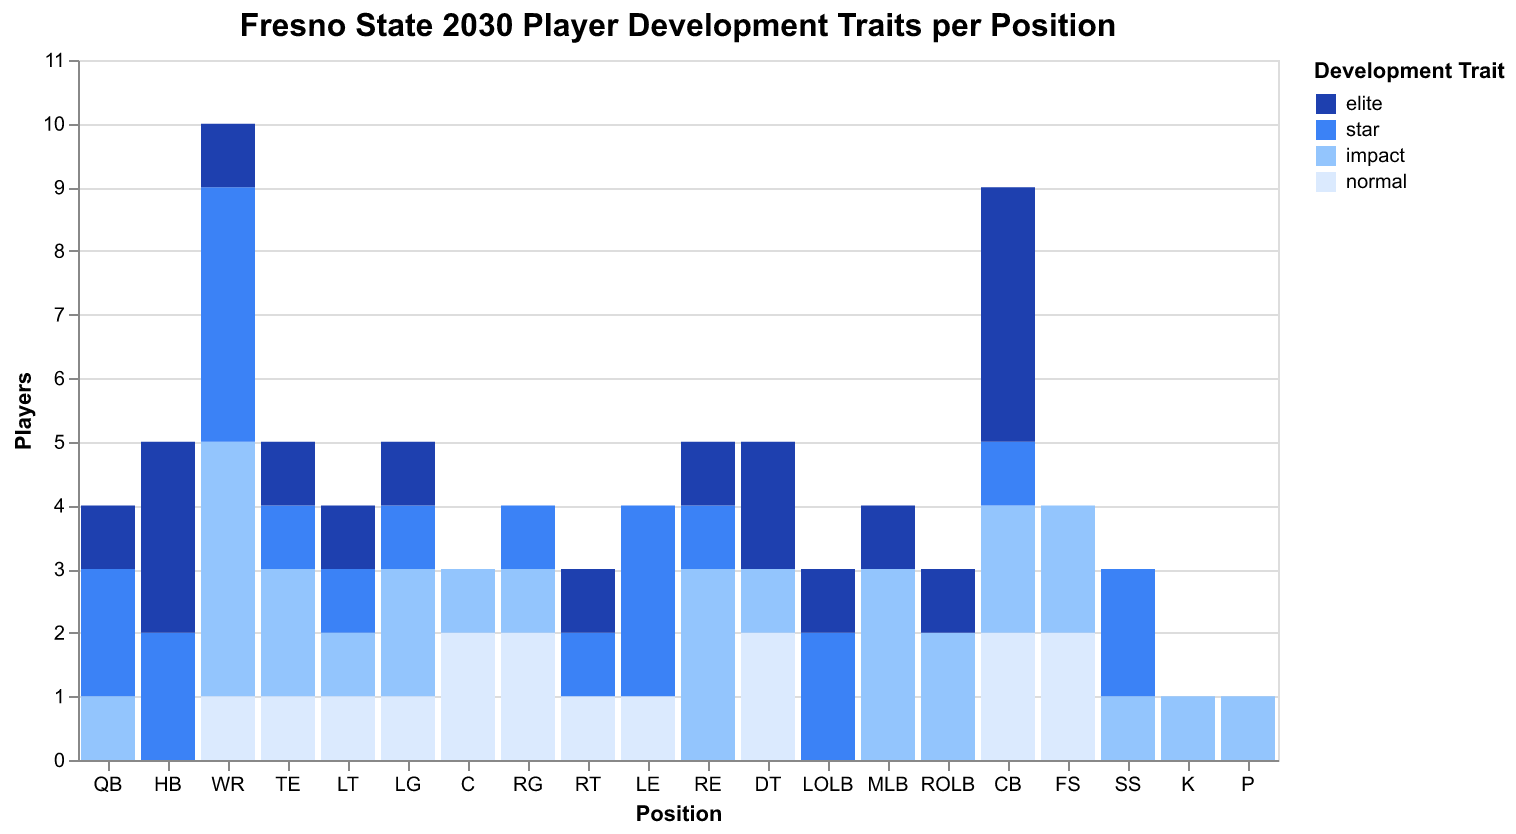 Fresno State 2030 Player Development Traits per Position
Development Trait
elite
star
impact
normal
Players
11
10
9
8
7
6
5
4
3
2
1
0
QB HB WR TE LT LG C RG RT LE RE DT LOLB MLB ROLB CB FS SS K P
Position